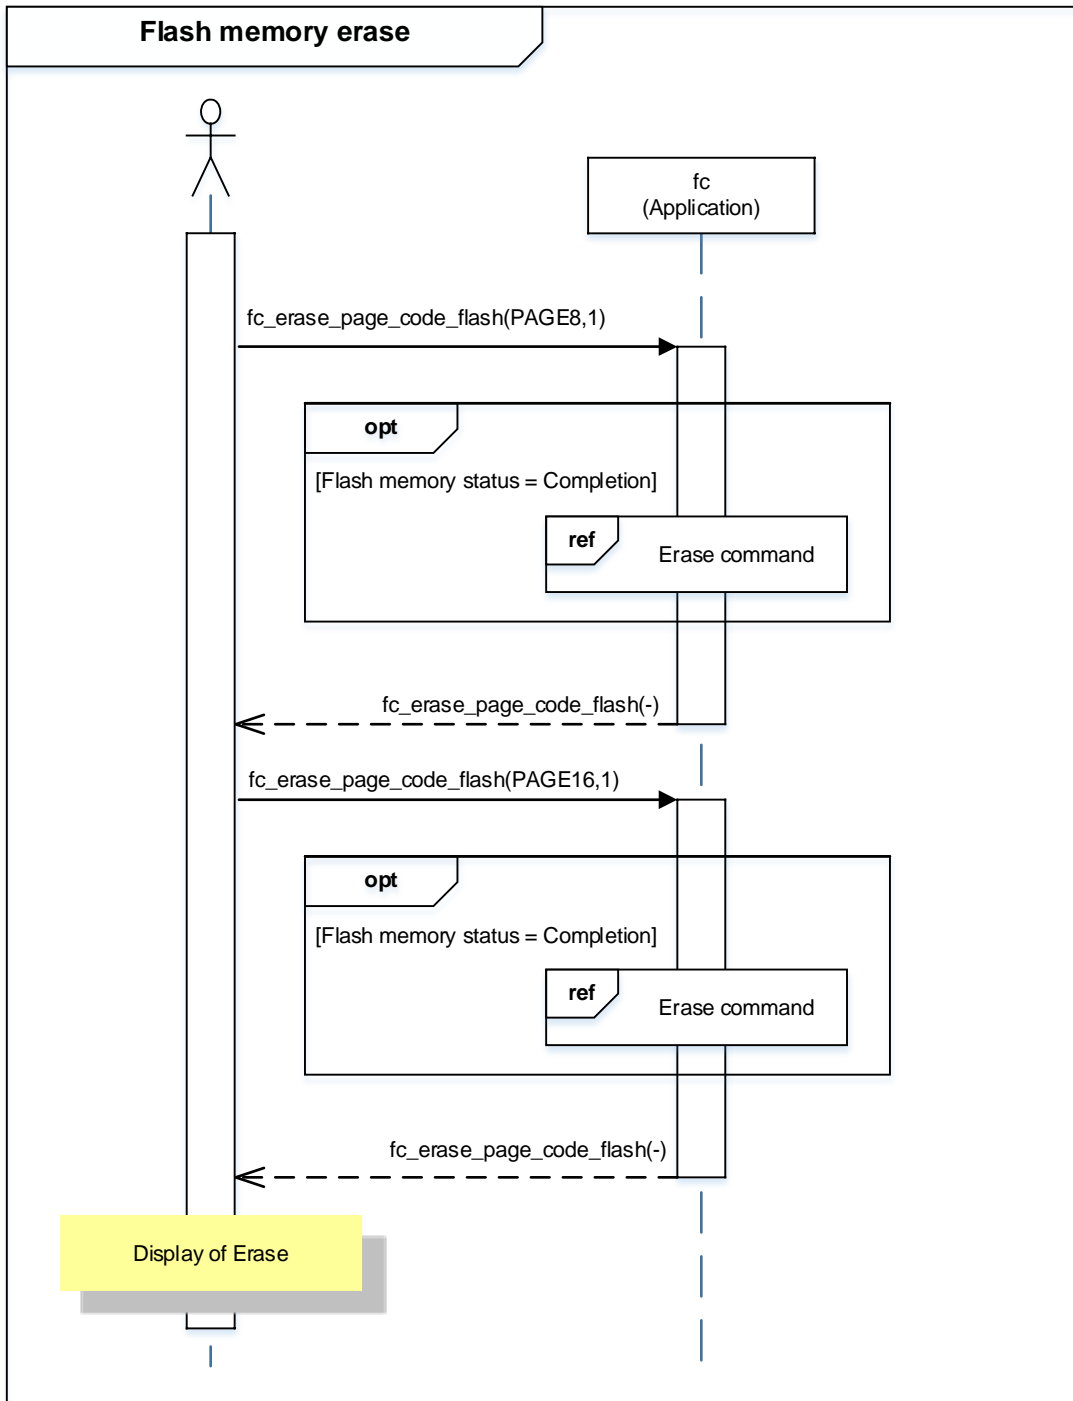 Flash memory erase
fc
(Application)
fc_erase_page_code_flash(PAGE8,1)
opt
[Flash memory status = Completion]
ref
Erase command
fc_erase_page_code_flash(-)
fc_erase_page_code_flash(PAGE16,1)
opt
[Flash memory status = Completion]
ref
Erase command
fc_erase_page_code_flash(-)
Display of Erase